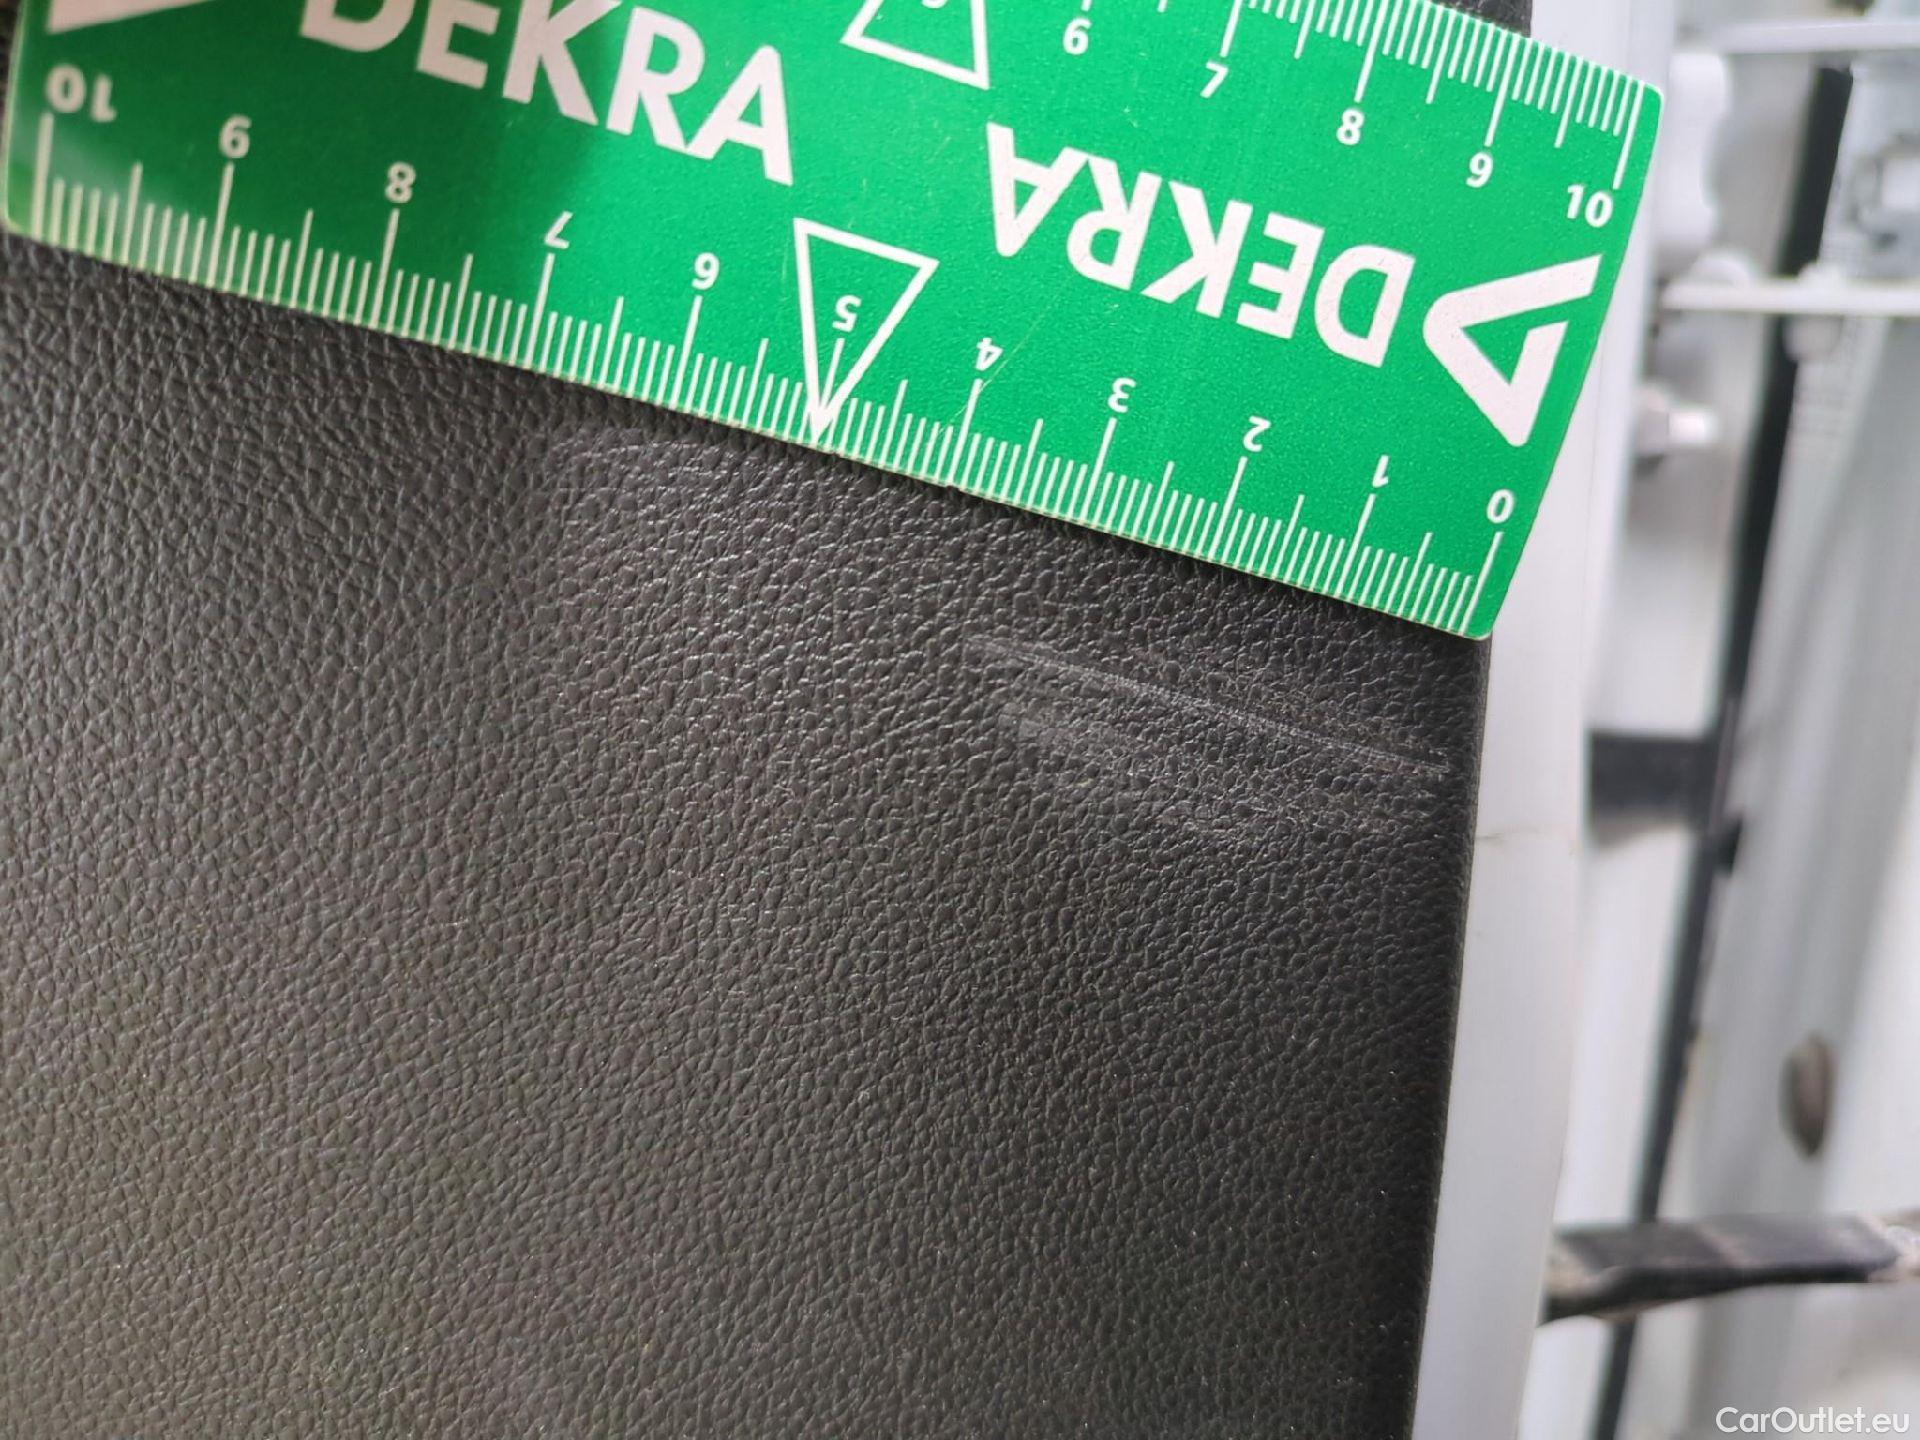 DEKRA
6 7 8 9 10
10 9 8 7 6 5 4 3 2 1 0
DEKRA
CarOutlet.eu